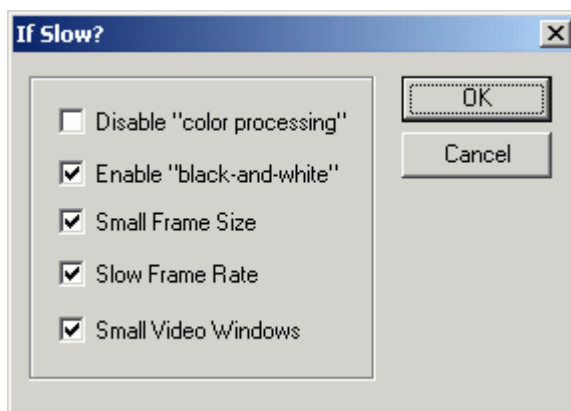 If Slow?
Disable "color processing"
Enable "black-and-white"
Small Frame Size
Slow Frame Rate
Small Video Windows
OK
Cancel